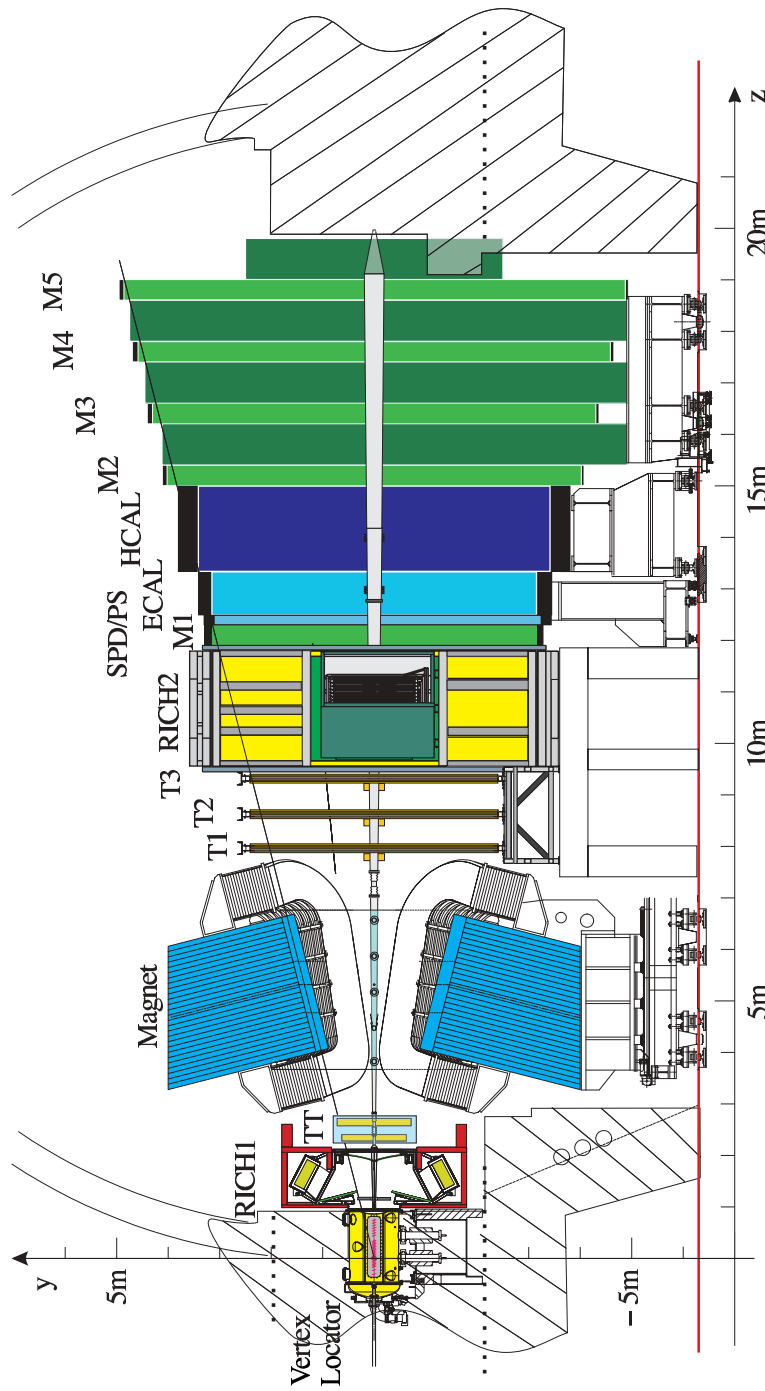 y
5m
− 5m
Vertex
Locator
RICH1
TT
Magnet
T1
T2
T3
RICH2
M1
SPD/PS
ECAL
HCAL
M2
M3
M4
M5
5m
10m
15m
20m
z